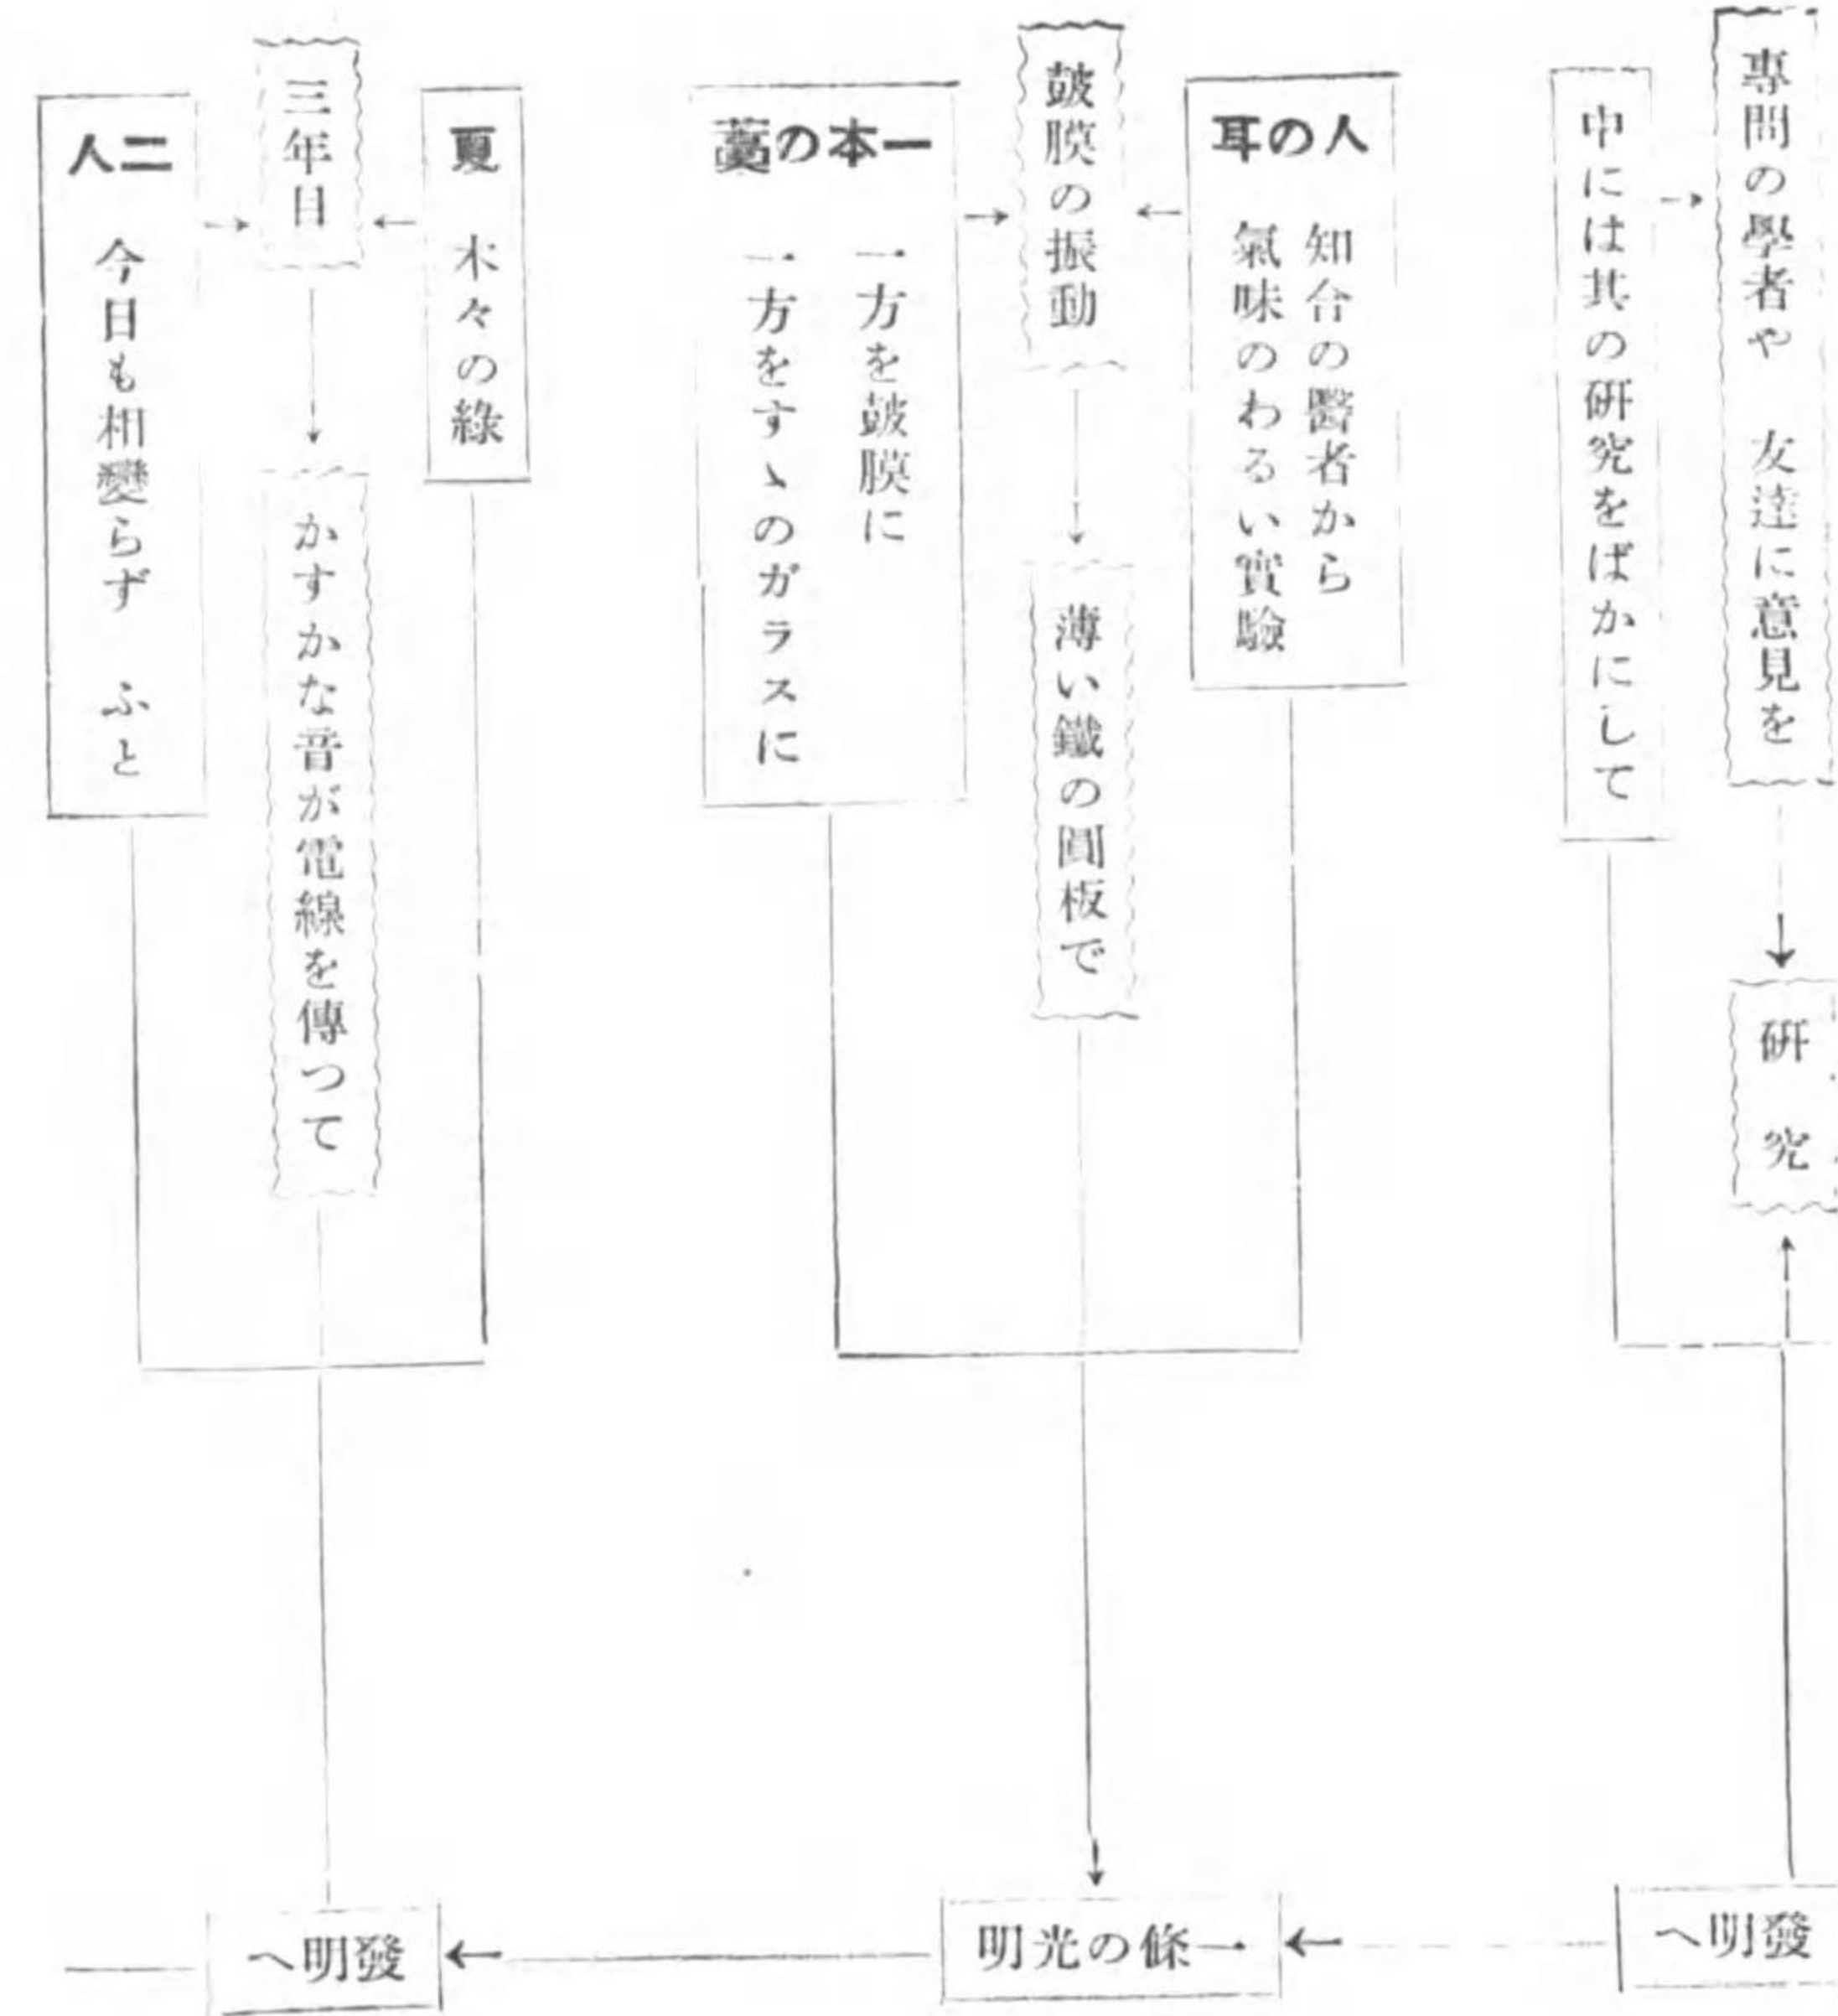 專問の學者や　友達に意見を
研究
中には其の研究をばかにして
發明へ
人の耳
知合の醫者から
氣味のわるい實驗
鼓膜の振動
薄い鐵の圓板で
一本の藁
一方を鼓膜に
一方をすゝのガラスに
一條の光明
夏
木々の綠
三年目
かすかな音が電線を傳つて
二人
今日も相變らず　ふと
發明へ